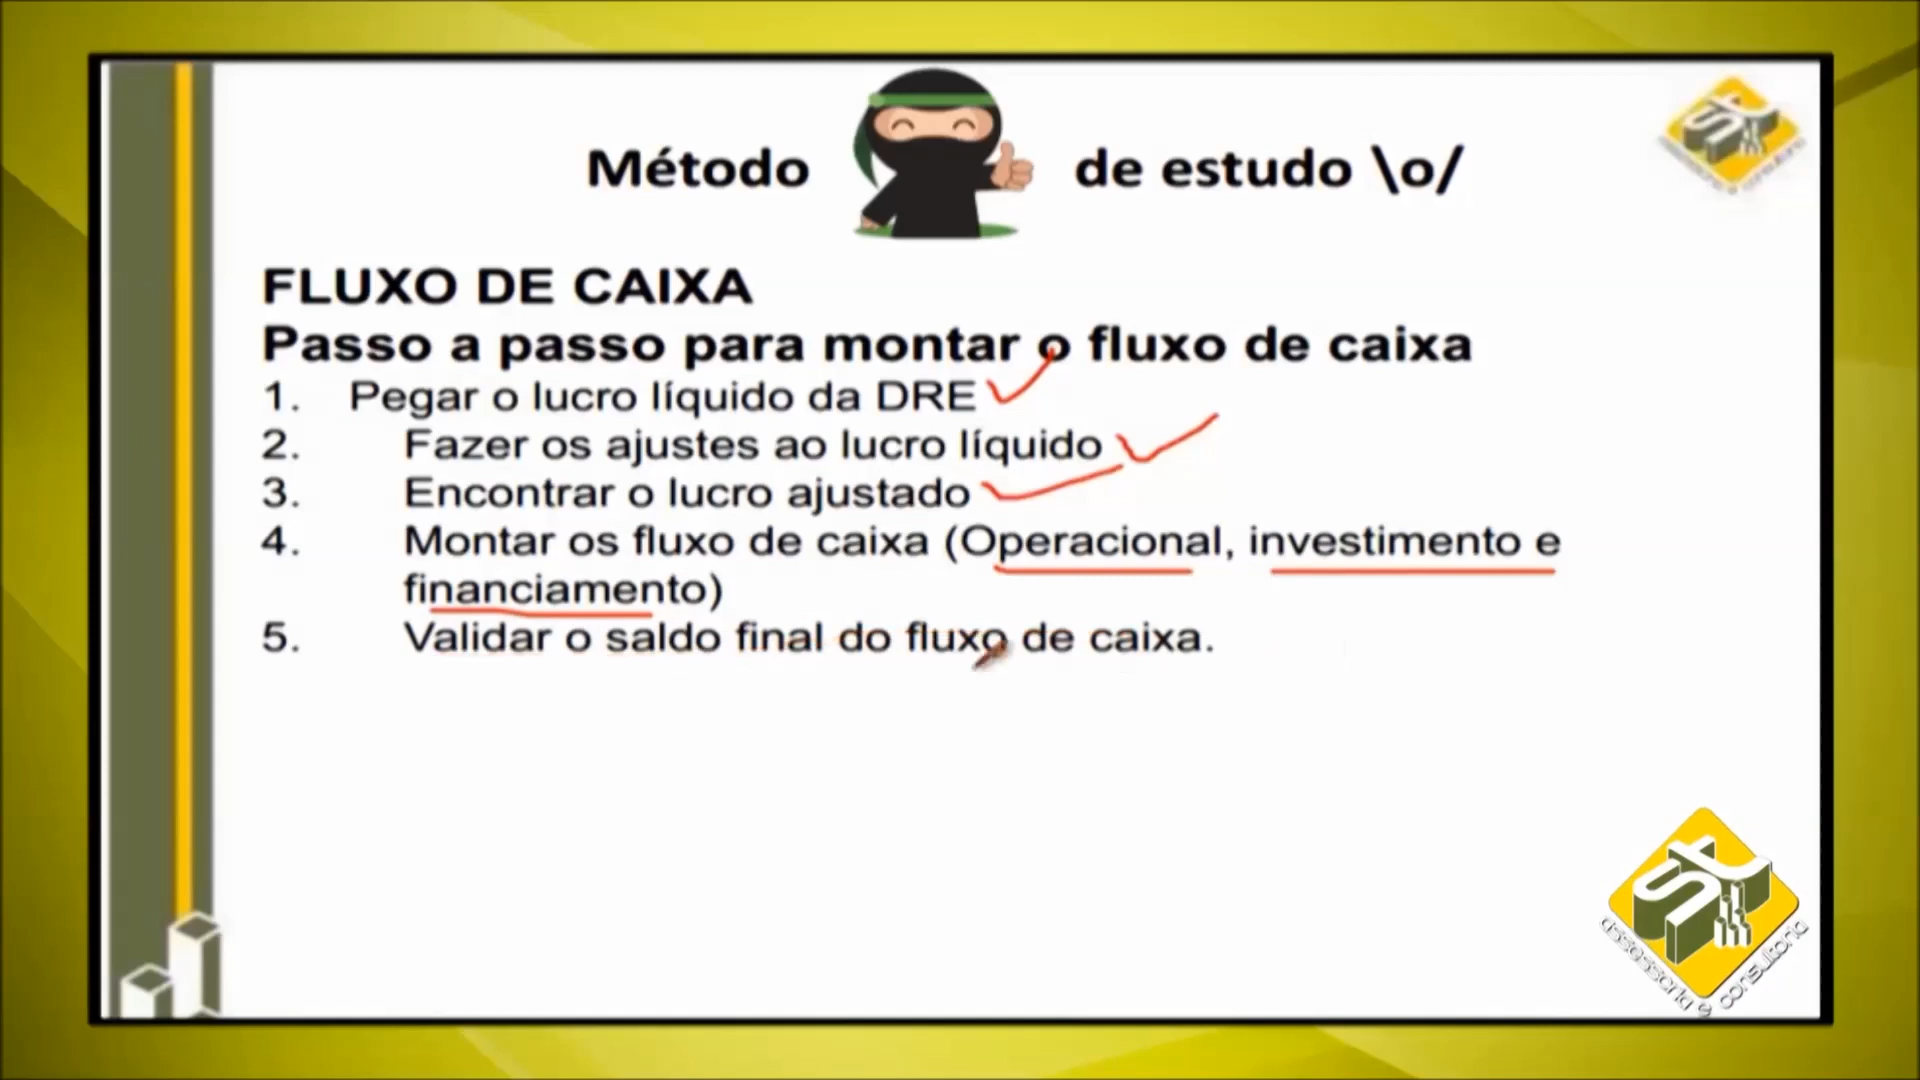 Método de estudo \o/
FLUXO DE CAIXA
Passo a passo para montar o fluxo de caixa
1. Pegar o lucro líquido da DRE
2. Fazer os ajustes ao lucro líquido
3. Encontrar o lucro ajustado
4. Montar os fluxo de caixa (Operacional, investimento e
financiamento)
5. Validar o saldo final do fluxo de caixa.
assessoria e consultoria